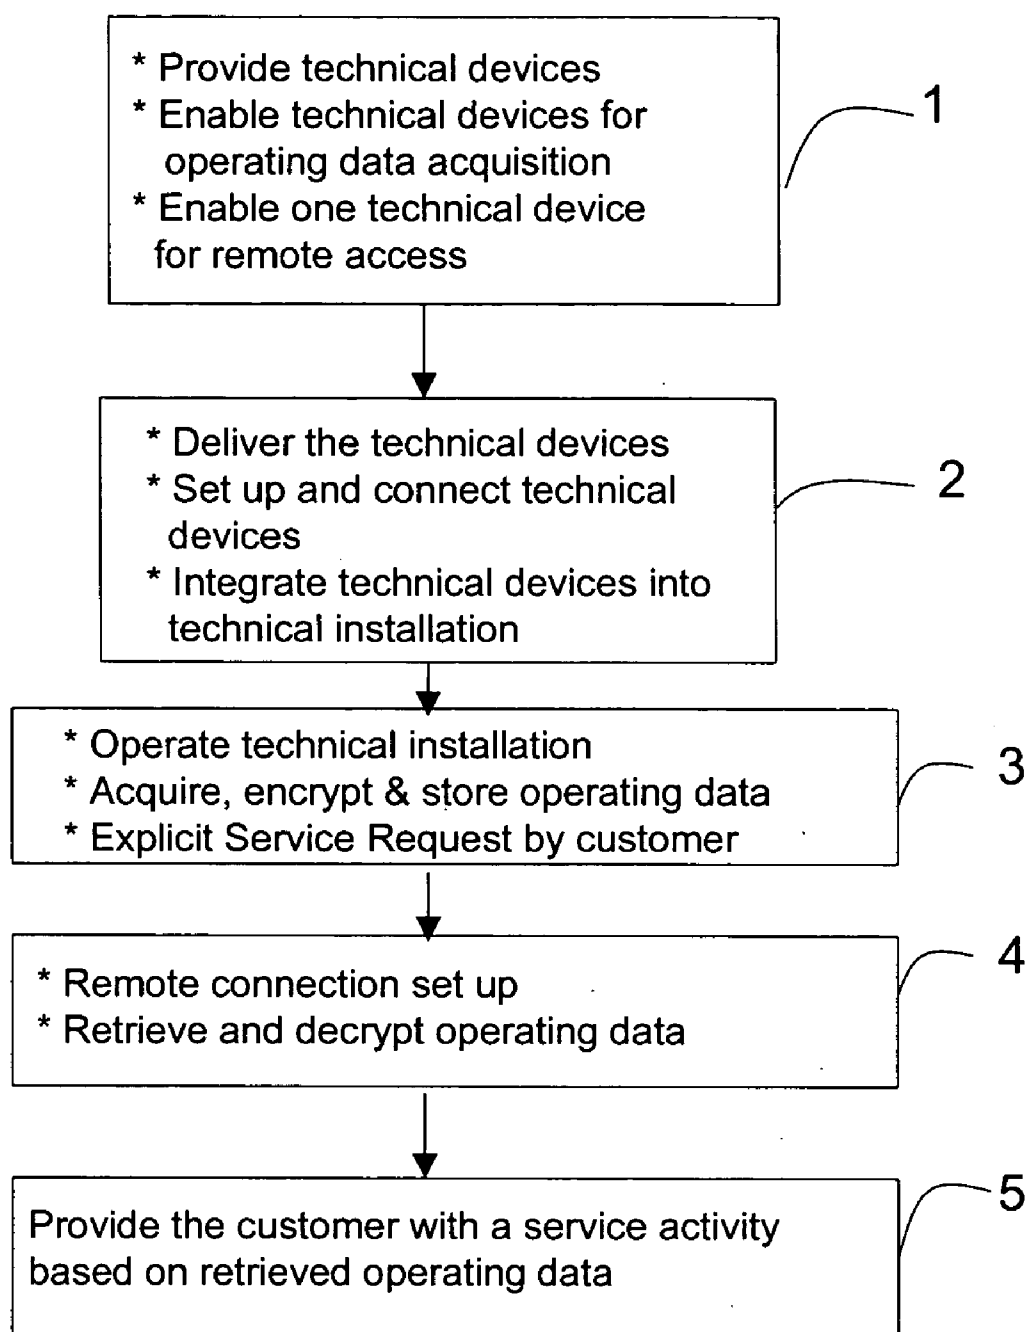 * Provide technical devices
* Enable technical devices for
operating data acquisition
* Enable one technical device
for remote access
1
* Deliver the technical devices
* Set up and connect technical
devices
* Integrate technical devices into
technical installation
2
* Operate technical installation
* Acquire, encrypt & store operating data
* Explicit Service Request by customer
3
* Remote connection set up
* Retrieve and decrypt operating data
4
Provide the customer with a service activity
based on retrieved operating data
5